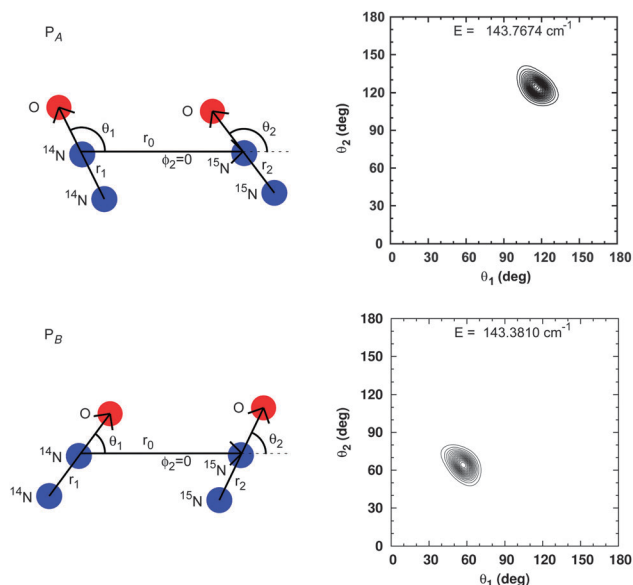 P_A
O
O
θ₁
θ₂
r₀
¹⁴N
¹⁵N
r₁
ϕ₂=0
r₂
¹⁴N
¹⁵N
E = 143.7674 cm⁻¹
θ₂ (deg)
180
150
120
90
60
30
0
0 30 60 90 120 150 180
θ₁ (deg)
P_B
O
O
r₀
θ₁
θ₂
¹⁴N
¹⁵N
r₁
ϕ₂=0
r₂
¹⁴N
¹⁵N
E = 143.3810 cm⁻¹
θ₂ (deg)
180
150
120
90
60
30
0
0 30 60 90 120 150 180
θ₁ (deg)